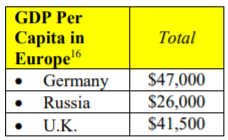 GDP Per
Capita in
Europe16
Total
• Germany $47,000
• Russia $26,000
• U.K. $41,500